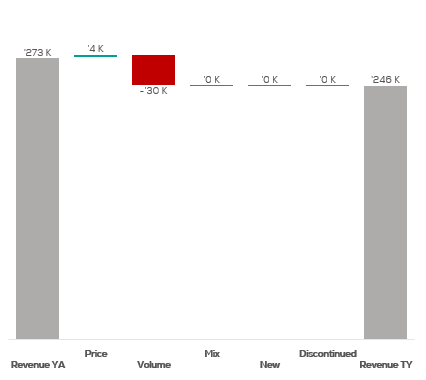 '273 K
'4 K
-'30 K
'0 K
'0 K
'0 K
'246 K
Revenue YA
Price
Volume
Mix
New
Discontinued
Revenue TY